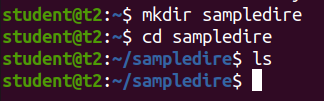 student@t2:~$ mkdir sampledire
student@t2:~$ cd sampledire
student@t2:~/sampledire$ ls
student@t2:~/sampledire$